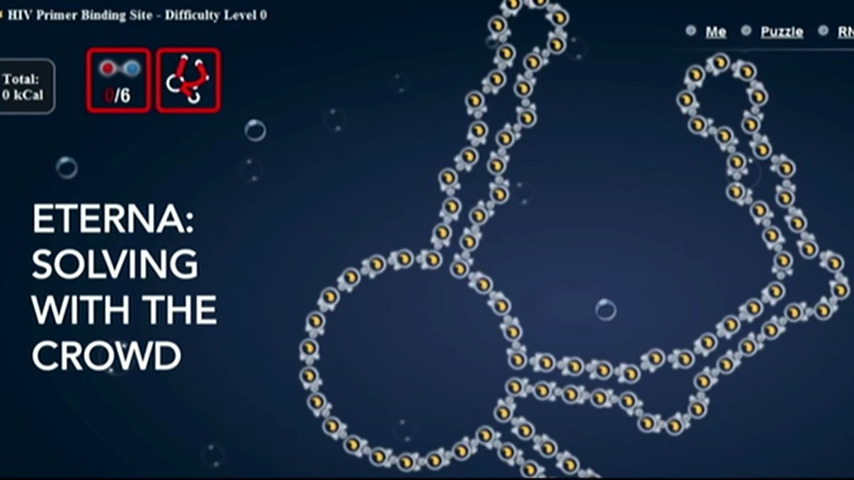 HIV Primer Binding Site - Difficulty Level 0
Me Puzzle RN
Total:
0 kCal
0/6
ETERNA:
SOLVING
WITH THE
CROWD